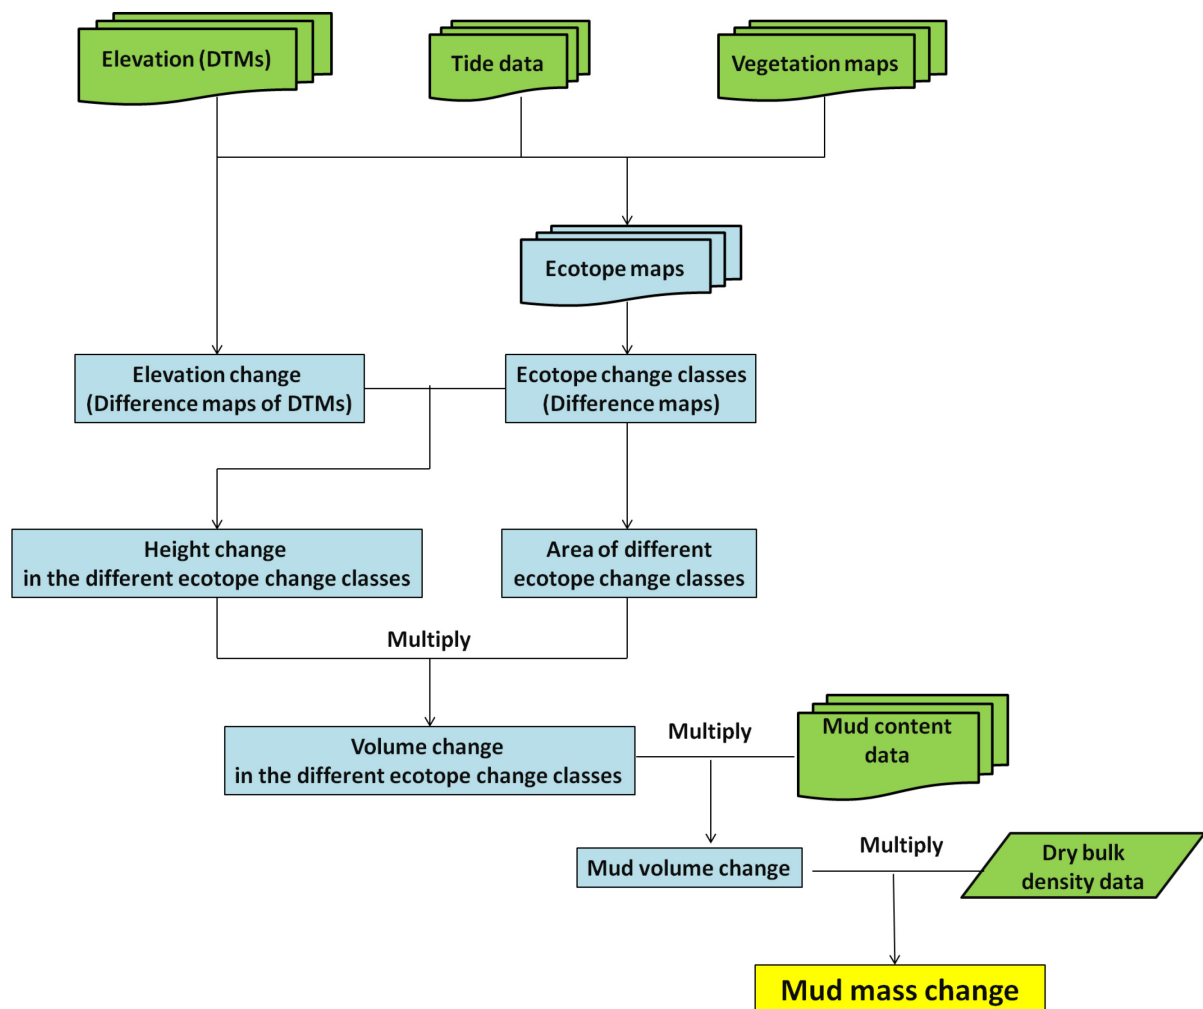 Elevation (DTMs)
Tide data
Vegetation maps
Ecotope maps
Elevation change
(Difference maps of DTMs)
Ecotope change classes
(Difference maps)
Height change
in the different ecotope change classes
Area of different
ecotope change classes
Multiply
Volume change
in the different ecotope change classes
Multiply
Mud content
data
Mud volume change
Multiply
Dry bulk
density data
Mud mass change